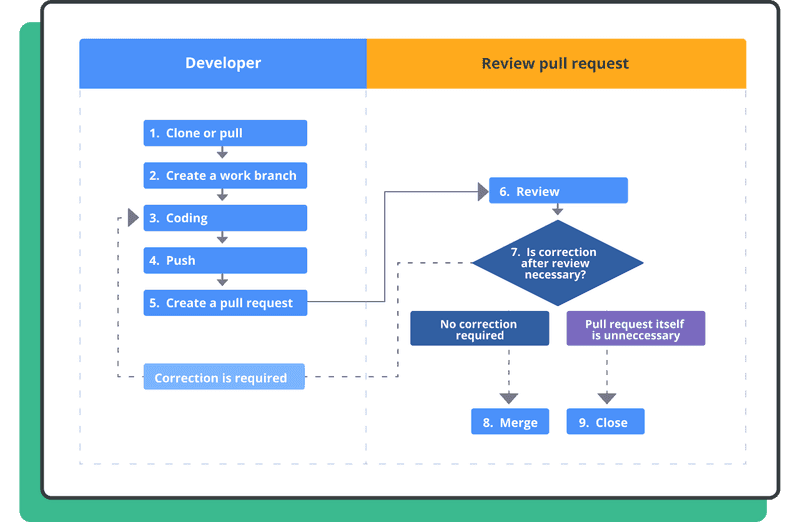 Developer
Review pull request
1. Clone or pull
2. Create a work branch
3. Coding
4. Push
5. Create a pull request
Correction is required
6. Review
7. Is correction
after review
necessary?
No correction
required
Pull request itself
is unneccessary
8. Merge
9. Close